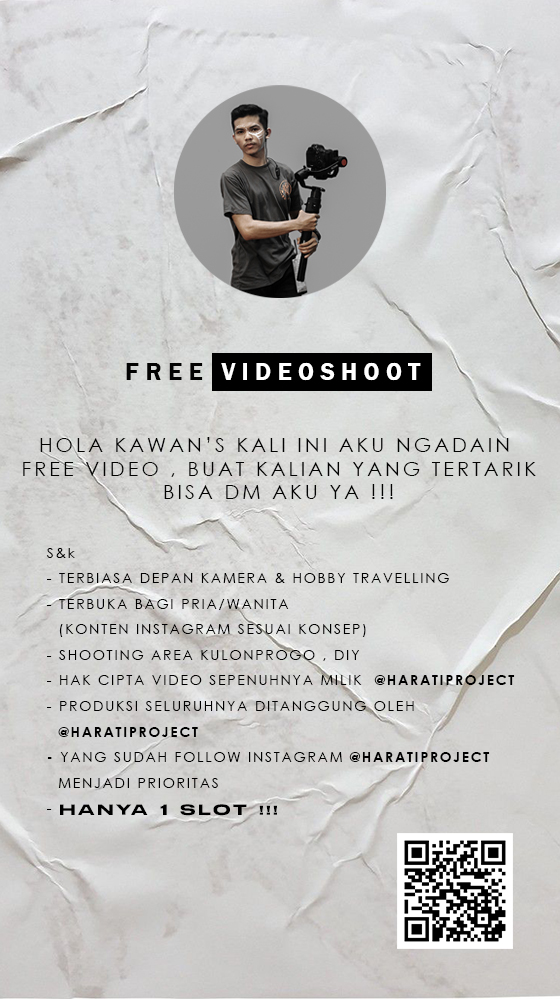 FREE VIDEOSHOOT
HOLA KAWAN'S KALI INI AKU NGADAIN
FREE VIDEO , BUAT KALIAN YANG TERTARIK
BISA DM AKU YA !!!
S&k
- TERBIASA DEPAN KAMERA & HOBBY TRAVELLING
- TERBUKA BAGI PRIA/WANITA
(KONTEN INSTAGRAM SESUAI KONSEP)
- SHOOTING AREA KULONPROGO , DIY
- HAK CIPTA VIDEO SEPENUHNYA MILIK @HARATIPROJECT
- PRODUKSI SELURUHNYA DITANGGUNG OLEH
@HARATIPROJECT
- YANG SUDAH FOLLOW INSTAGRAM @HARATIPROJECT
MENJADI PRIORITAS
- HANYA 1 SLOT !!!